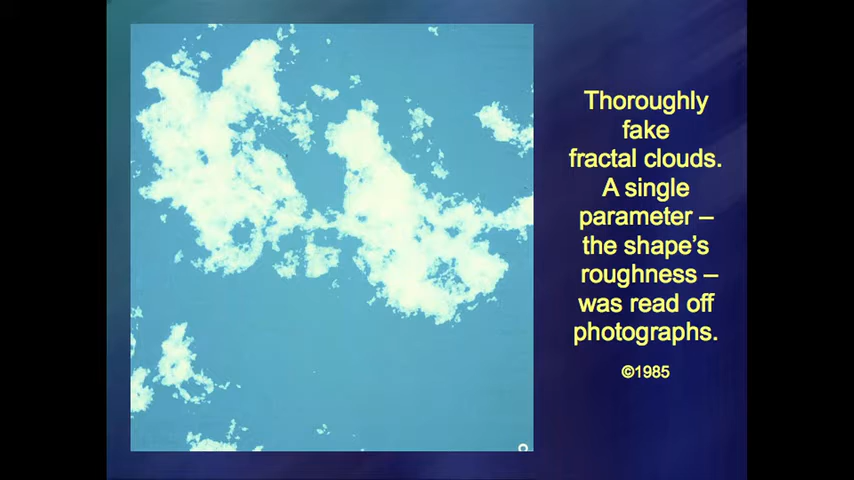 Thoroughly
fake
fractal clouds.
A single
parameter –
the shape's
roughness –
was read off
photographs.
©1985